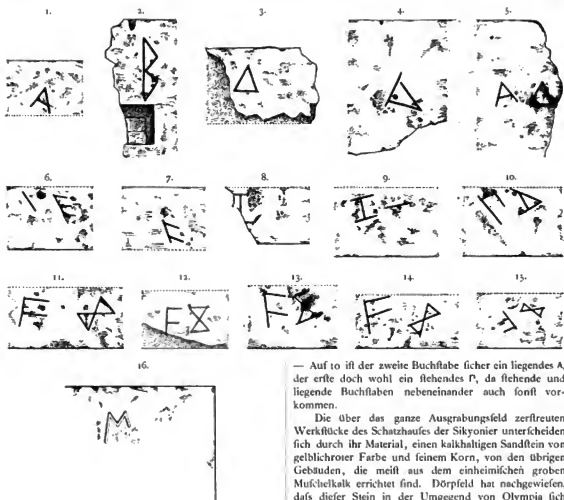 1. 2. 3. 4. 5.
A B Δ A A Δ
6. 7. 8. 9. 10.
11. 12. 13. 14. 15.
16.
M
— Auf 10 iſt der zweite Buchſtabe ſicher ein liegendes A,
der erſte doch wohl ein ſtehendes Γ, da ſtehende und
liegende Buchſtaben nebeneinander auch ſonſt vor-
kommen.
Die über das ganze Ausgrabungsfeld zerſtreuten
Werkſtücke des Schatzhauſes der Sikyonier unterſcheiden
ſich durch ihr Material, einen kalkhaltigen Sandſtein von
gelblichroter Farbe und feinem Korn, von den übrigen
Gebäuden, die meiſt aus dem einheimiſchen groben
Muſchelkalk errichtet ſind. Dörpfeld hat nachgewieſen,
daſs dieſer Stein in der Umgegend von Olympia ſich